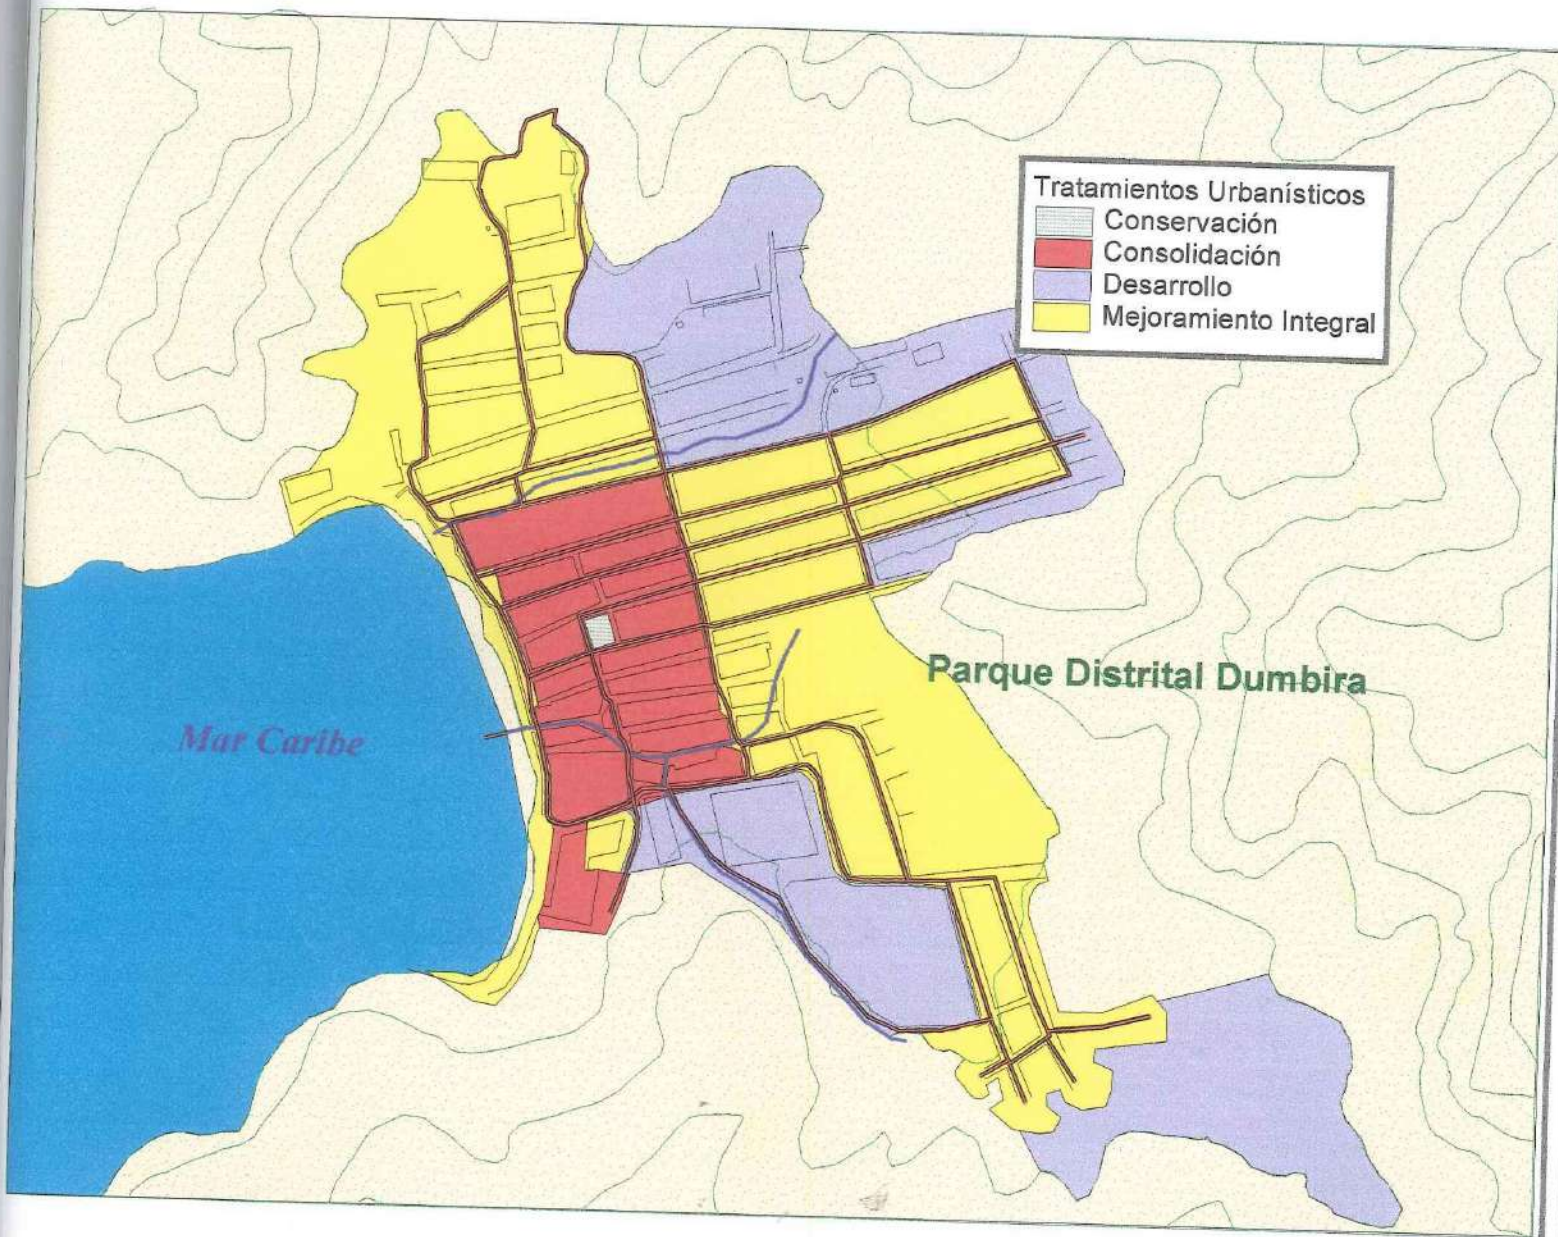 Tratamientos Urbanísticos
Conservación
Consolidación
Desarrollo
Mejoramiento Integral
Parque Distrital Dumbira
Mar Caribe